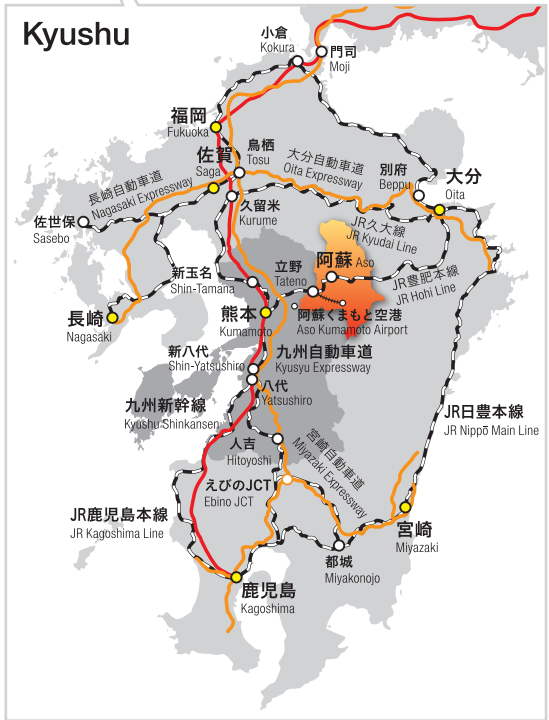 Kyushu
小倉
Kokura
門司
Moji
福岡
Fukuoka
鳥栖
Tosu
佐賀
Saga
大分自動車道
Oita Expressway
別府
Beppu
大分
Oita
長崎自動車道
Nagasaki Expressway
佐世保
Sasebo
久留米
Kurume
JR久大線
JR Kyudai Line
阿蘇 Aso
立野
Tateno
JR豊肥本線
JR Hohi Line
新玉名
Shin-Tamana
長崎
Nagasaki
熊本
Kumamoto
阿蘇くまもと空港
Aso Kumamoto Airport
新八代
Shin-Yatsushiro
九州自動車道
Kyusyu Expressway
八代
Yatsushiro
九州新幹線
Kyushu Shinkansen
JR日豊本線
JR Nippō Main Line
人吉
Hitoyoshi
宮崎自動車道
Miyazaki Expressway
えびのJCT
Ebino JCT
JR鹿児島本線
JR Kagoshima Line
宮崎
Miyazaki
都城
Miyakonojo
鹿児島
Kagoshima